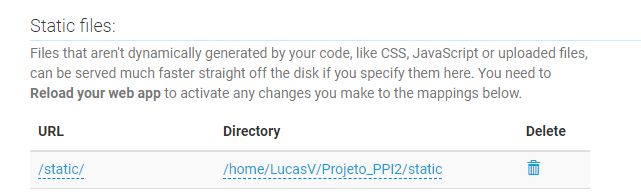 Static files:
Files that aren't dynamically generated by your code, like CSS, JavaScript or uploaded files,
can be served much faster straight off the disk if you specify them here. You need to
Reload your web app to activate any changes you make to the mappings below.
URL Directory Delete
/static/ /home/LucasV/Projeto_PPI2/static